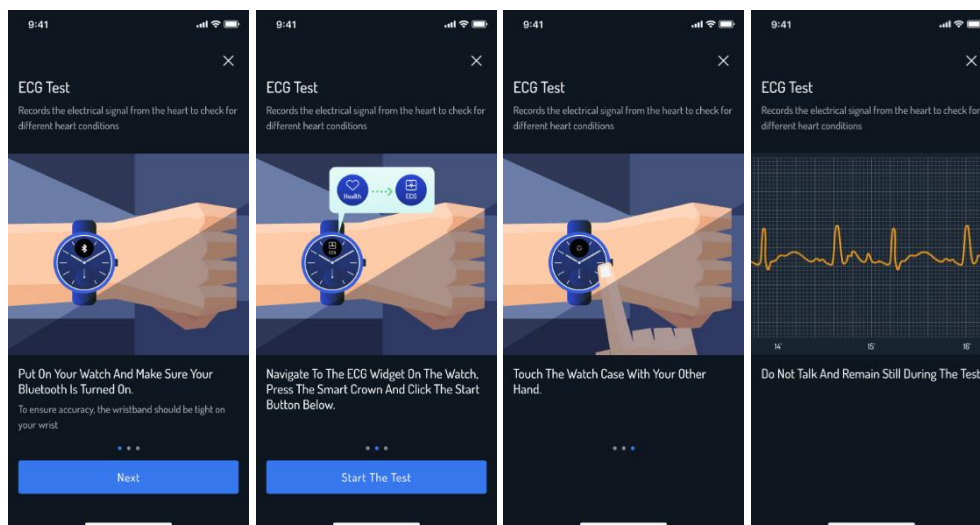 9:41
ECG Test
Records the electrical signal from the heart to check for
different heart conditions
Put On Your Watch And Make Sure Your
Bluetooth Is Turned On.
To ensure accuracy, the wristband should be tight on
your wrist
Next
9:41
ECG Test
Records the electrical signal from the heart to check for
different heart conditions
Health
ECG
ECG
Navigate To The ECG Widget On The Watch,
Press The Smart Crown And Click The Start
Button Below.
Start The Test
9:41
ECG Test
Records the electrical signal from the heart to check for
different heart conditions
Touch The Watch Case With Your Other
Hand.
9:41
ECG Test
Records the electrical signal from the heart to check for
different heart conditions
14'
15'
16'
Do Not Talk And Remain Still During The Test